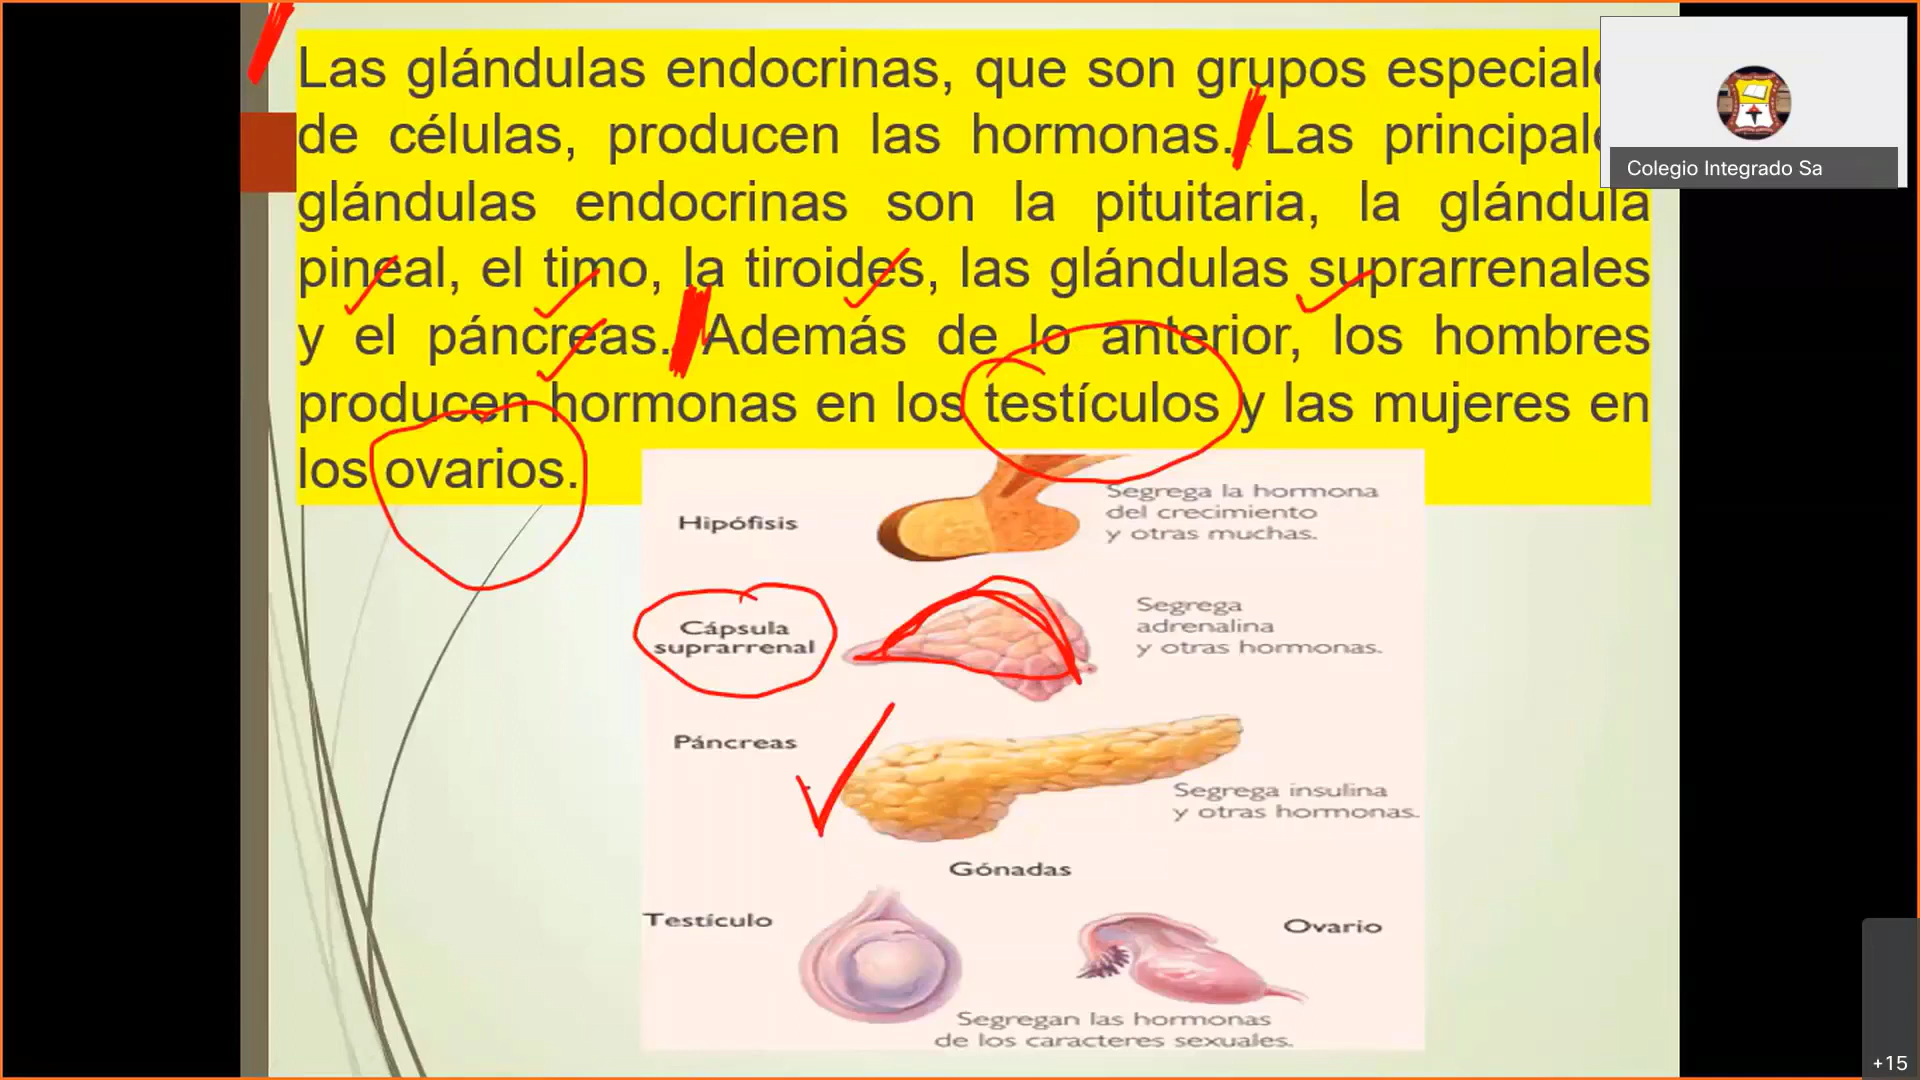 Las glándulas endocrinas, que son grupos
de células, producen las hormonas. Las
glándulas endocrinas son la pituitaria, la glándula
pineal, el timo, la tiroides, las glándulas suprarrenales
y el páncreas. Además de lo anterior, los hombres
producen hormonas en los testículos y las mujeres en
los ovarios.
Colegio Integrado Sa
Hipófisis
Segrega la hormona
del crecimiento
y otras muchas.
Cápsula
suprarrenal
Segrega
adrenalina
y otras hormonas.
Páncreas
Segrega insulina
y otras hormonas.
Gónadas
Testículo
Ovario
Segregan las hormonas
de los caracteres sexuales.
+15